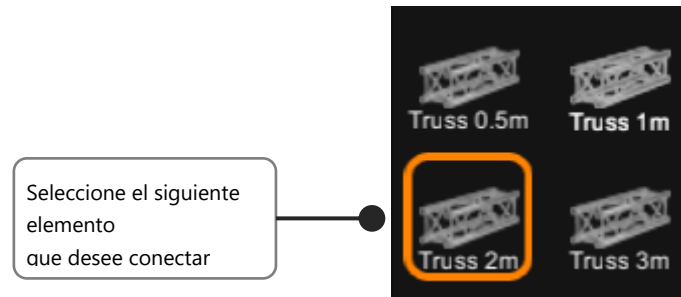 Truss 0.5m Truss 1m
Seleccione el siguiente
elemento
que desee conectar
Truss 2m Truss 3m